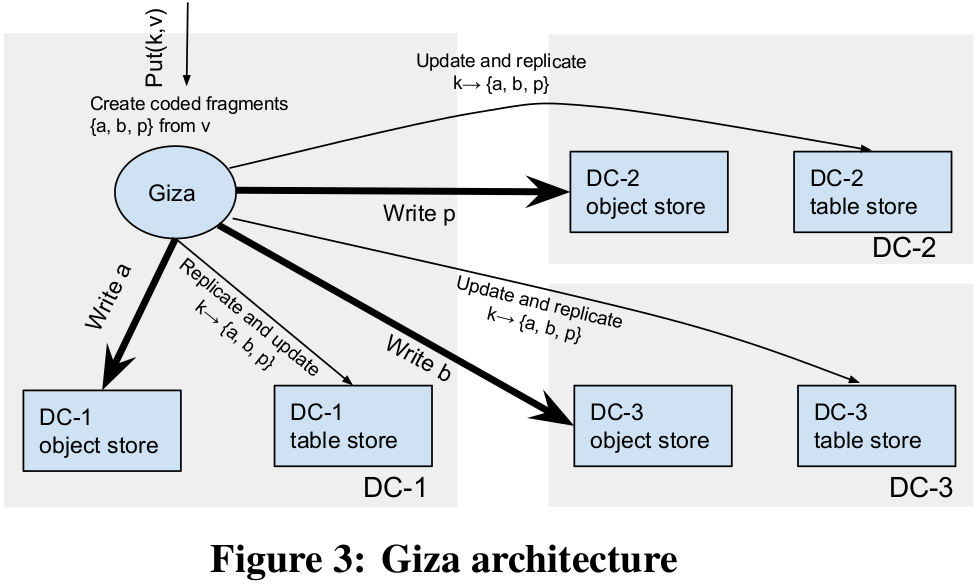 Put(k,v)
Create coded fragments
{a, b, p} from v
Giza
Update and replicate
k→ {a, b, p}
DC-2
object store
DC-2
table store
DC-2
Write p
Write a
Replicate and update
k→ {a, b, p}
Write b
Update and replicate
k→ {a, b, p}
DC-1
object store
DC-1
table store
DC-1
DC-3
object store
DC-3
table store
DC-3
Figure 3: Giza architecture